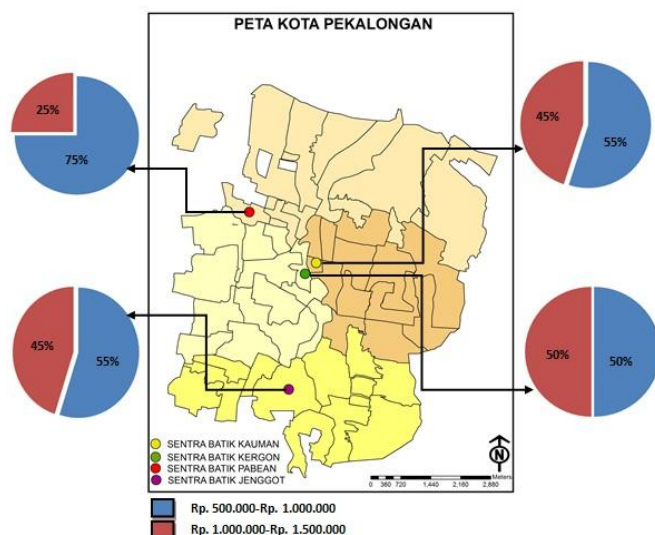 PETA KOTA PEKALONGAN
25%
75%
45%
55%
45%
55%
50%
50%
SENTRA BATIK KAUMAN
SENTRA BATIK KERGON
SENTRA BATIK PABEAN
SENTRA BATIK JENGGOT
N
Meters
0 360 720 1,440 2,160 2,880
Rp. 500.000-Rp. 1.000.000
Rp. 1.000.000-Rp. 1.500.000